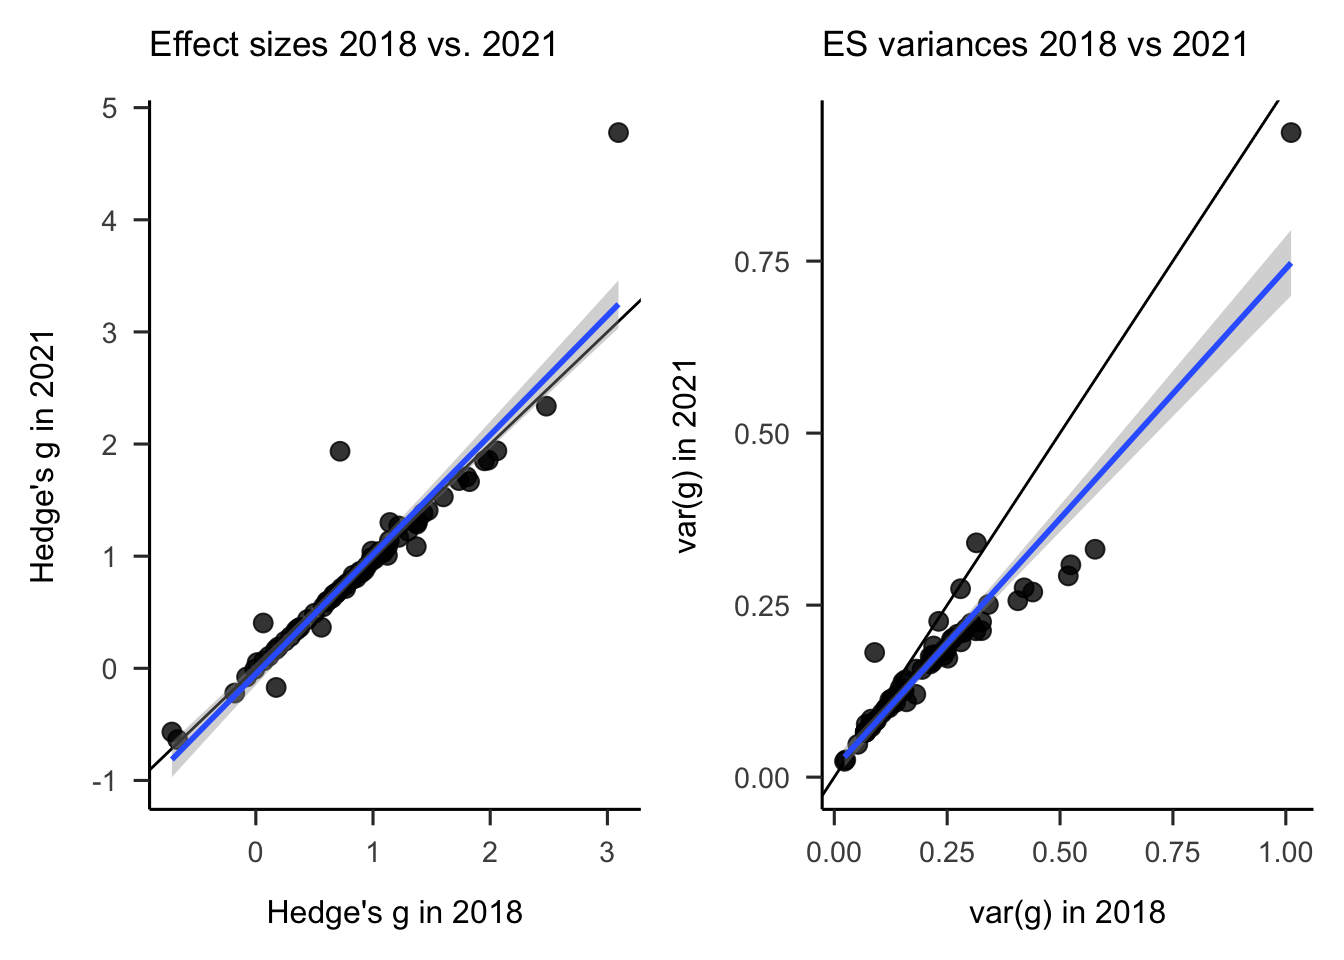 Effect sizes 2018 vs. 2021
Hedge's g in 2021
5
4
3
2
1
0
-1
0 1 2 3
Hedge's g in 2018
ES variances 2018 vs 2021
var(g) in 2021
0.75
0.50
0.25
0.00
0.00 0.25 0.50 0.75 1.00
var(g) in 2018